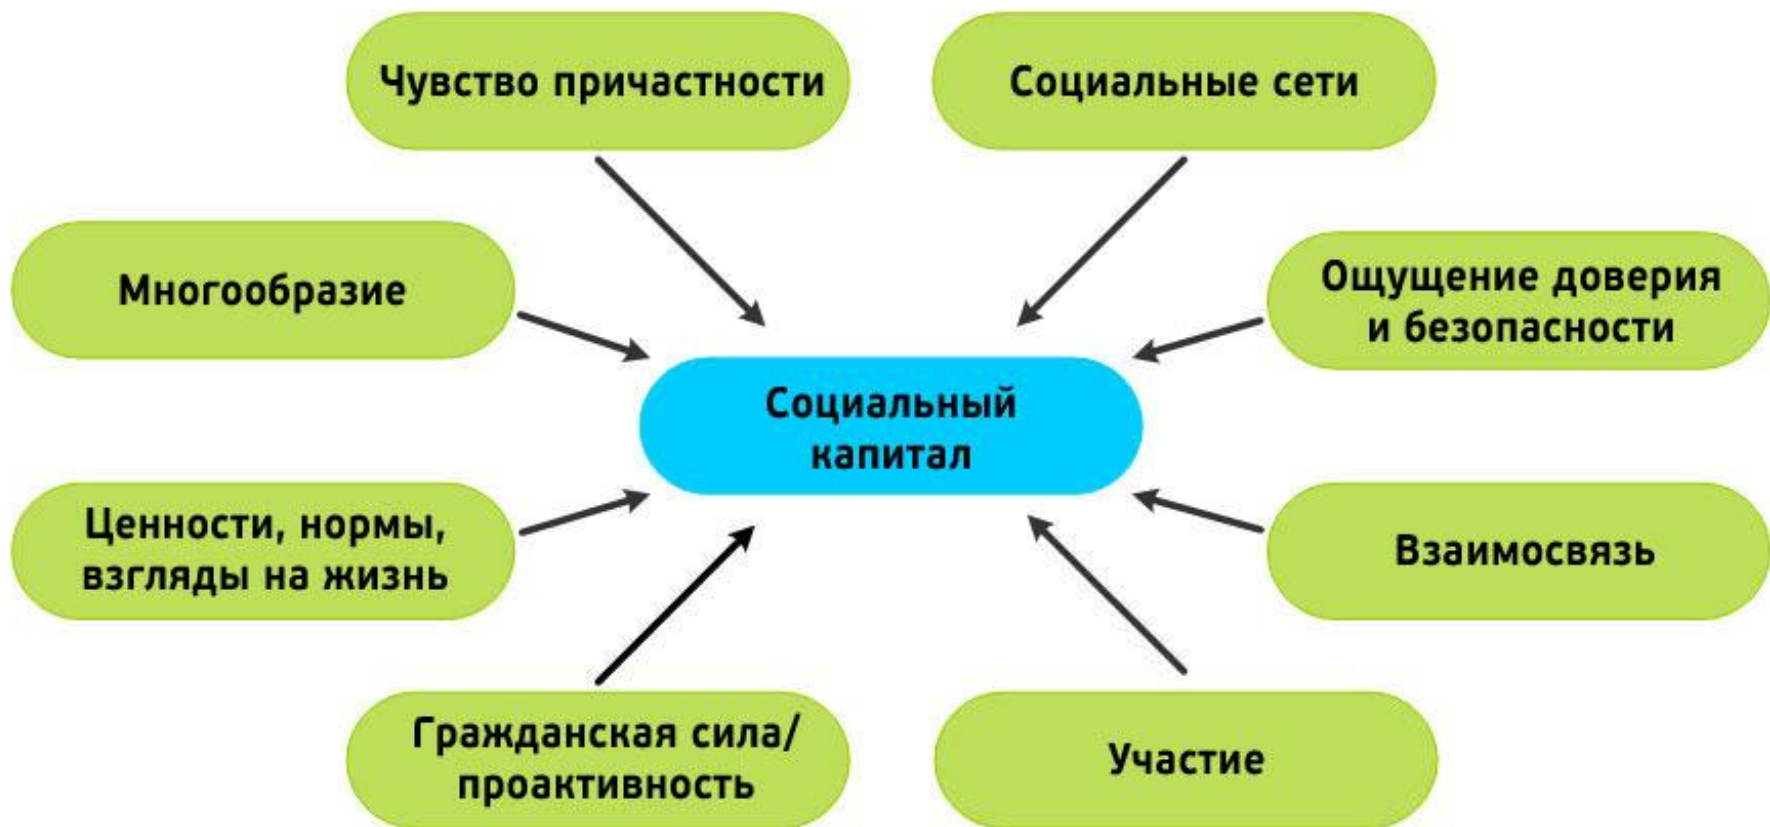 Чувство причастности
Социальные сети
Многообразие
Ощущение доверия
и безопасности
Социальный
капитал
Ценности, нормы,
взгляды на жизнь
Взаимосвязь
Гражданская сила/
проактивность
Участие